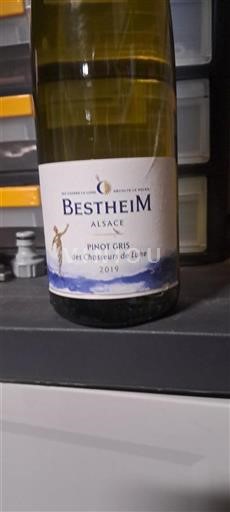 BESTHEIM
ALSACE
PINOT GRIS
des Chasseurs de Lune
2019